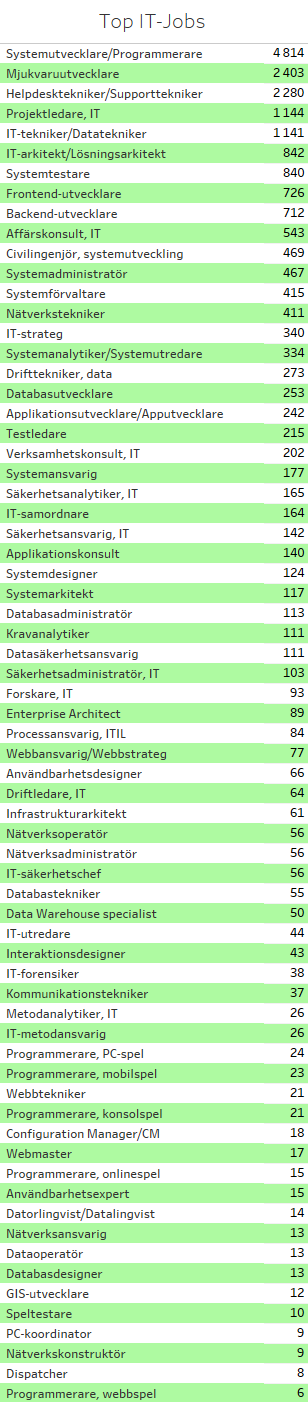 Top IT-Jobs
Systemutvecklare/Programmerare 4 814
Mjukvaruutvecklare 2 403
Helpdesktekniker/Supporttekniker 2 280
Projektledare, IT 1 144
IT-tekniker/Datatekniker 1 141
IT-arkitekt/Lösningsarkitekt 842
Systemtestare 840
Frontend-utvecklare 726
Backend-utvecklare 712
Affärskonsult, IT 543
Civilingenjör, systemutveckling 469
Systemadministratör 467
Systemförvaltare 415
Nätverkstekniker 411
IT-strateg 340
Systemanalytiker/Systemutredare 334
Drifttekniker, data 273
Databasutvecklare 253
Applikationsutvecklare/Apputvecklare 242
Testledare 215
Verksamhetskonsult, IT 202
Systemansvarig 177
Säkerhetsanalytiker, IT 165
IT-samordnare 164
Säkerhetsansvarig, IT 142
Applikationskonsult 140
Systemdesigner 124
Systemarkitekt 117
Databasadministratör 113
Kravanalytiker 111
Datasäkerhetsansvarig 111
Säkerhetsadministratör, IT 103
Forskare, IT 93
Enterprise Architect 89
Processansvarig, ITIL 84
Webbansvarig/Webbstrateg 77
Användbarhetsdesigner 66
Driftledare, IT 64
Infrastrukturarkitekt 61
Nätverksoperatör 56
Nätverksadministratör 56
IT-säkerhetschef 56
Databastekniker 55
Data Warehouse specialist 50
IT-utredare 44
Interaktionsdesigner 43
IT-forensiker 38
Kommunikationstekniker 37
Metodanalytiker, IT 26
IT-metodansvarig 26
Programmerare, PC-spel 24
Programmerare, mobilspel 23
Webbtekniker 21
Programmerare, konsolspel 21
Configuration Manager/CM 18
Webmaster 17
Programmerare, onlinespel 15
Användbarhetsexpert 15
Datorlingvist/Datalingvist 14
Nätverksansvarig 13
Dataoperatör 13
Databasdesigner 13
GIS-utvecklare 12
Speltestare 10
PC-koordinator 9
Nätverkskonstruktör 9
Dispatcher 8
Programmerare, webbspel 6